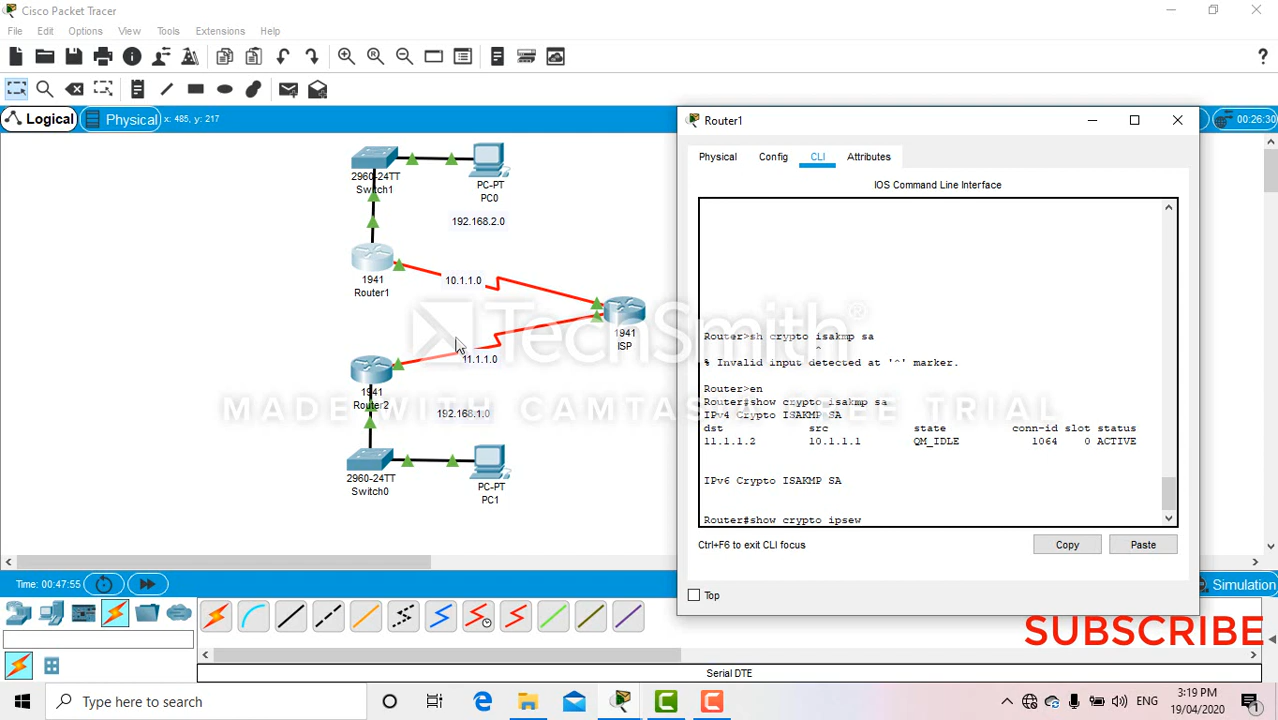 Cisco Packet Tracer
File Edit Options View Tools Extensions Help
Logical Physical x: 485, y: 217
00:26:30
2960-24TT
Switch1
PC-PT
PC0
192.168.2.0
1941
Router1
10.1.1.0
1941
ISP
11.1.1.0
1941
Router2
192.168.1.0
2960-24TT
Switch0
PC-PT
PC1
TechSmith®
MADE WITH CAMTASIA FREE TRIAL
Router1
Physical Config CLI Attributes
IOS Command Line Interface
Router>sh crypto isakmp sa
^
% Invalid input detected at '^' marker.
Router>en
Router#show crypto isakmp sa
IPv4 Crypto ISAKMP SA
dst src state conn-id slot status
11.1.1.2 10.1.1.1 QM_IDLE 1064 0 ACTIVE
IPv6 Crypto ISAKMP SA
Router#show crypto ipsew
Ctrl+F6 to exit CLI focus
Copy Paste
Top
Time: 00:47:55
Simulation
SUBSCRIBE
Serial DTE
Type here to search
ENG
3:19 PM
19/04/2020
1